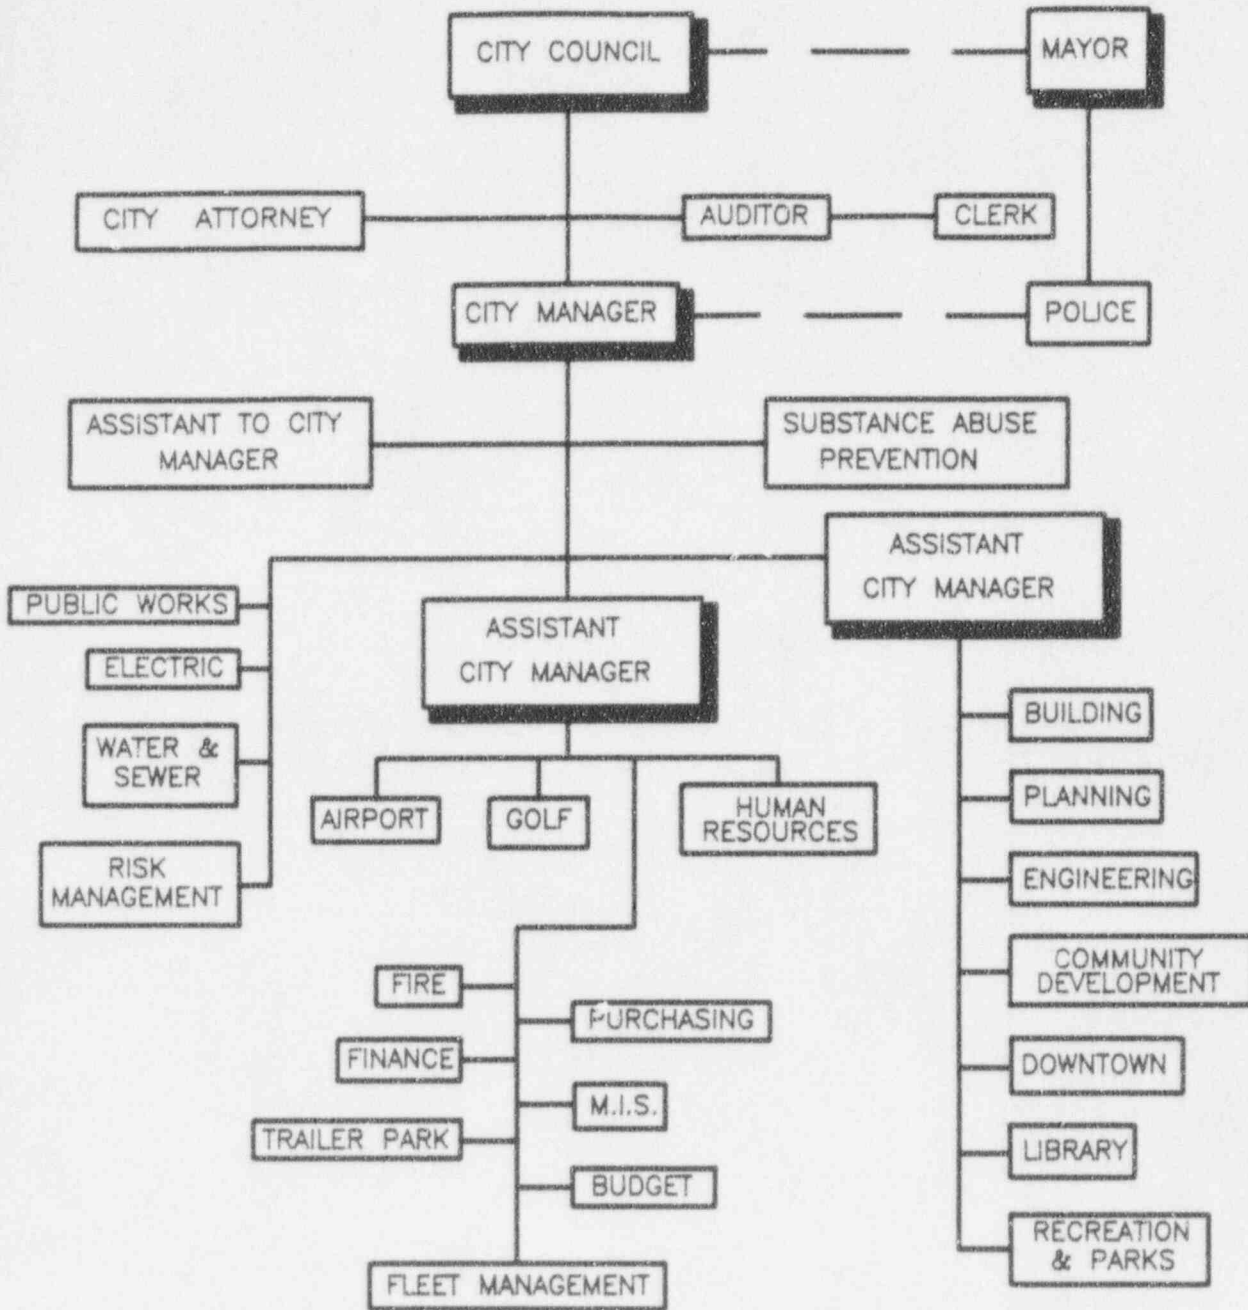 CITY COUNCIL
MAYOR
CITY ATTORNEY
AUDITOR
CLERK
CITY MANAGER
POLICE
ASSISTANT TO CITY
MANAGER
SUBSTANCE ABUSE
PREVENTION
ASSISTANT
CITY MANAGER
PUBLIC WORKS
ELECTRIC
WATER &
SEWER
RISK
MANAGEMENT
ASSISTANT
CITY MANAGER
AIRPORT
GOLF
HUMAN
RESOURCES
FIRE
PURCHASING
FINANCE
M.I.S.
TRAILER PARK
BUDGET
FLEET MANAGEMENT
BUILDING
PLANNING
ENGINEERING
COMMUNITY
DEVELOPMENT
DOWNTOWN
LIBRARY
RECREATION
& PARKS